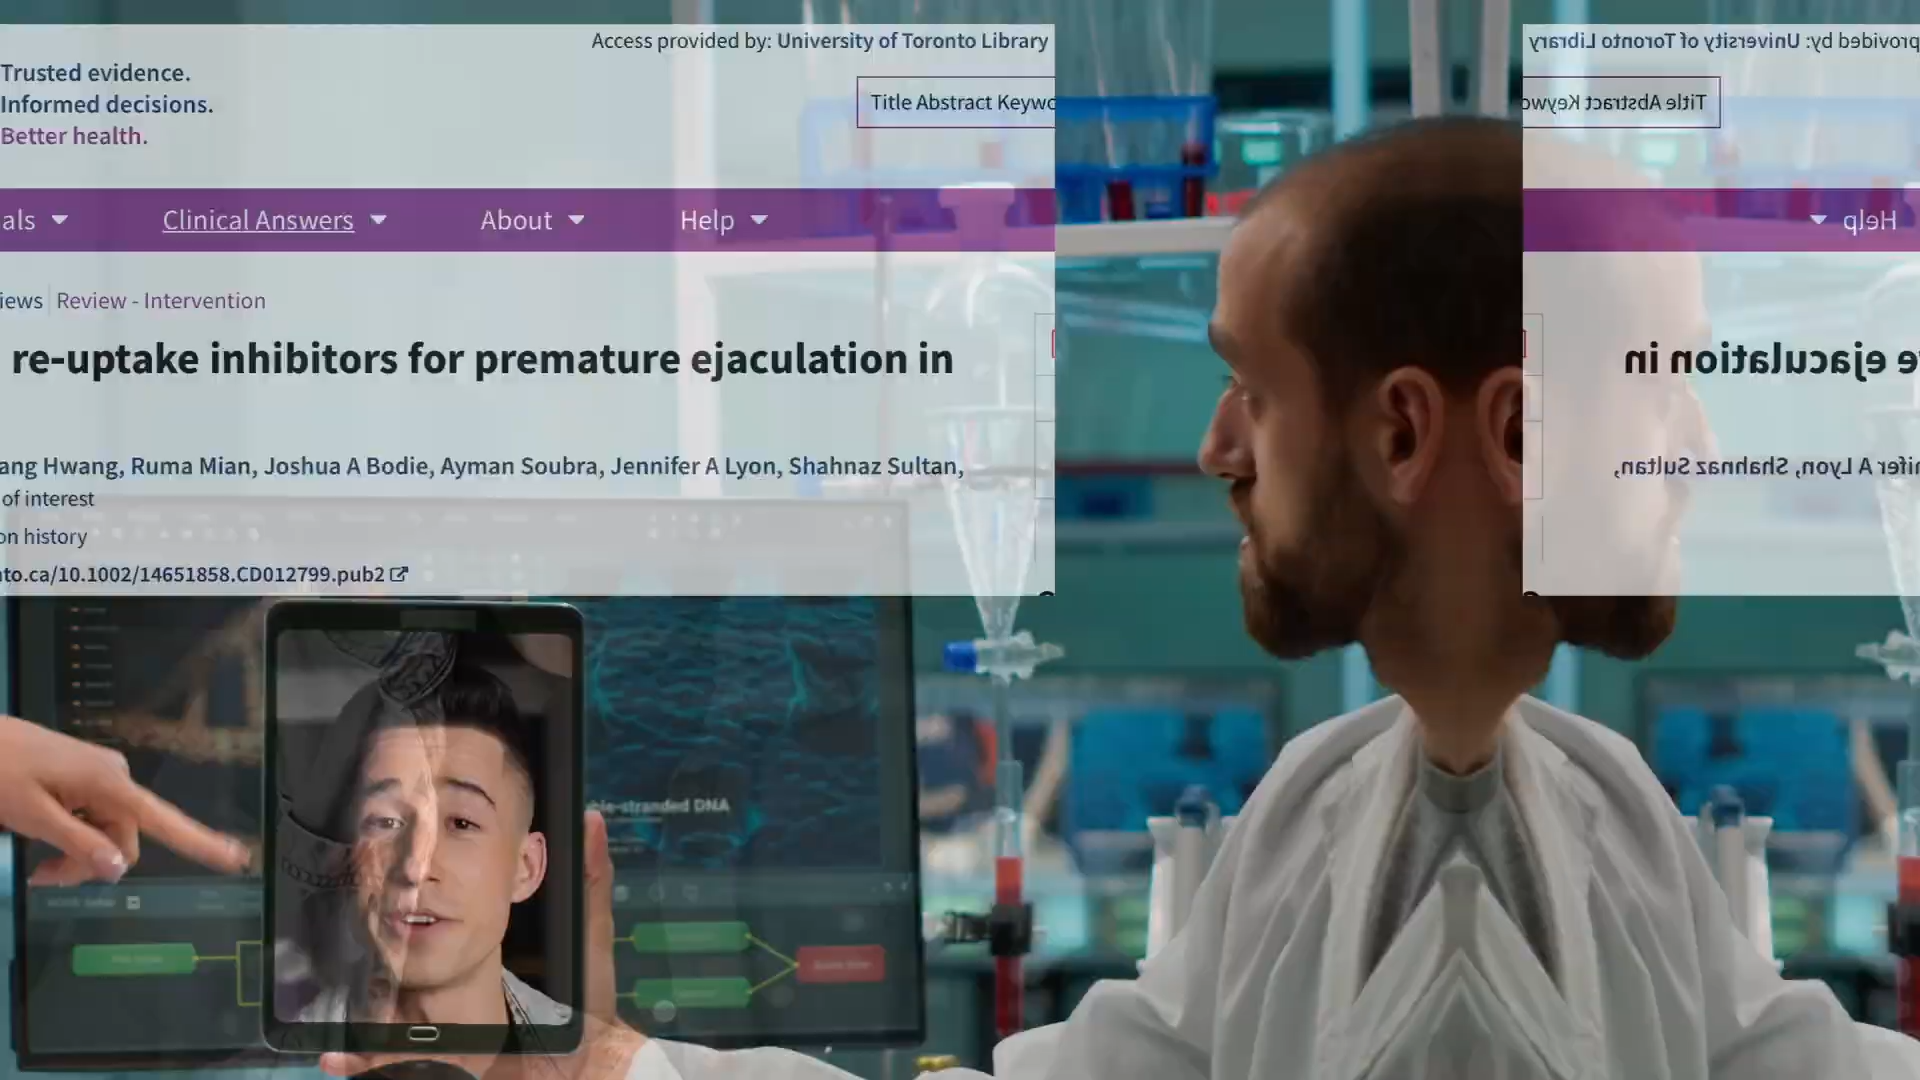 Access provided by: University of Toronto Library
Trusted evidence.
Informed decisions.
Better health.
Title Abstract Keywo
als
Clinical Answers
About
Help
iews
Review - Intervention
re-uptake inhibitors for premature ejaculation in
ang Hwang, Ruma Mian, Joshua A Bodie, Ayman Soubra, Jennifer A Lyon, Shahnaz Sultan,
of interest
on history
nto.ca/10.1002/14651858.CD012799.pub2
ble-stranded DNA
provided by: University of Toronto Library
Title Abstract Keywo
Help
e ejaculation in
nifer A Lyon, Shahnaz Sultan,